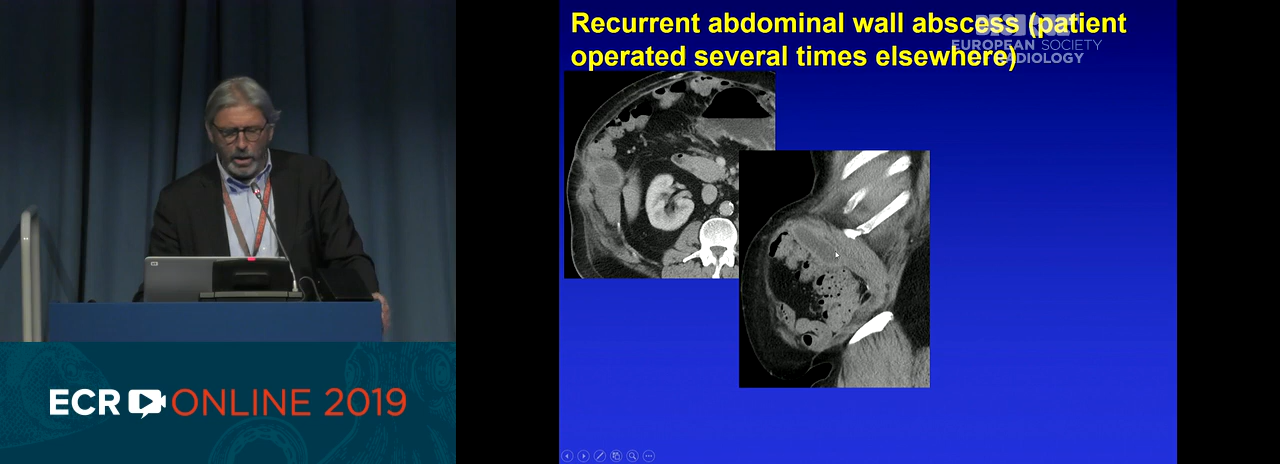 Recurrent abdominal wall abscess (patient
operated several times elsewhere)
EUROPEAN SOCIETY
RADIOLOGY
ECR ONLINE 2019